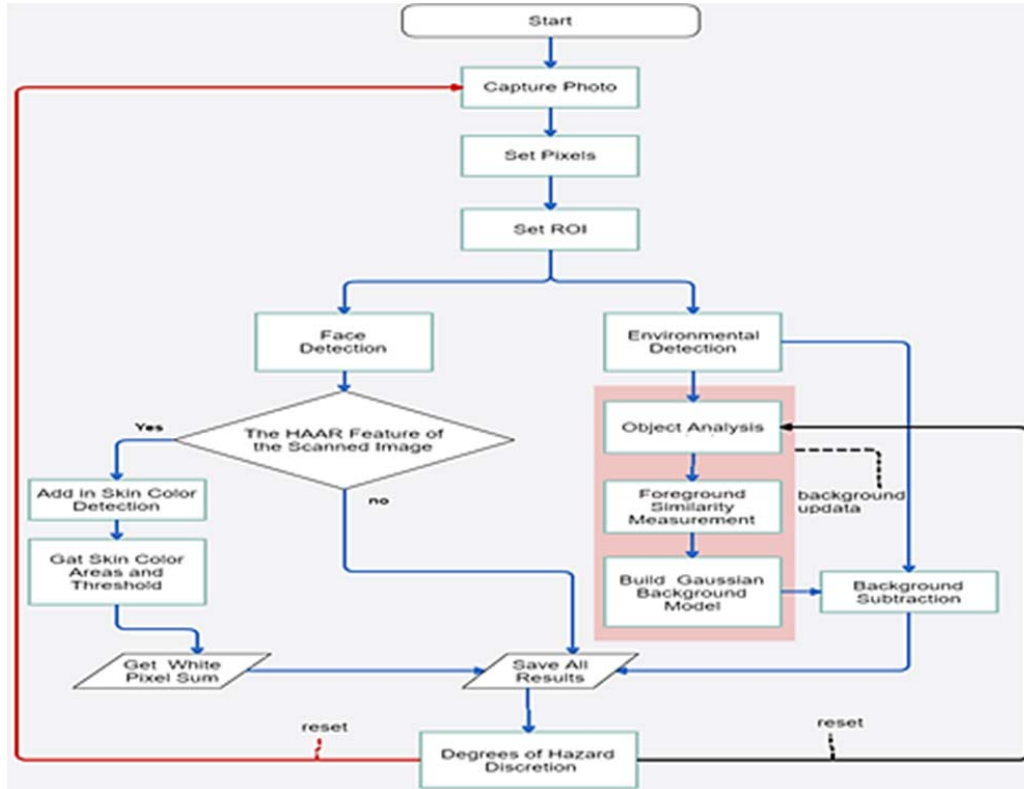 Start
Capture Photo
Set Pixels
Set ROI
Face
Detection
Environmental
Detection
Yes
The HAAR Feature of
the Scanned Image
no
Object Analysis
background
updata
Add in Skin Color
Detection
Foreground
Similarity
Measurement
Gat Skin Color
Areas and
Threshold
Build Gaussian
Background
Model
Background
Subtraction
Get White
Pixel Sum
Save All
Results
reset
reset
Degrees of Hazard
Discretion